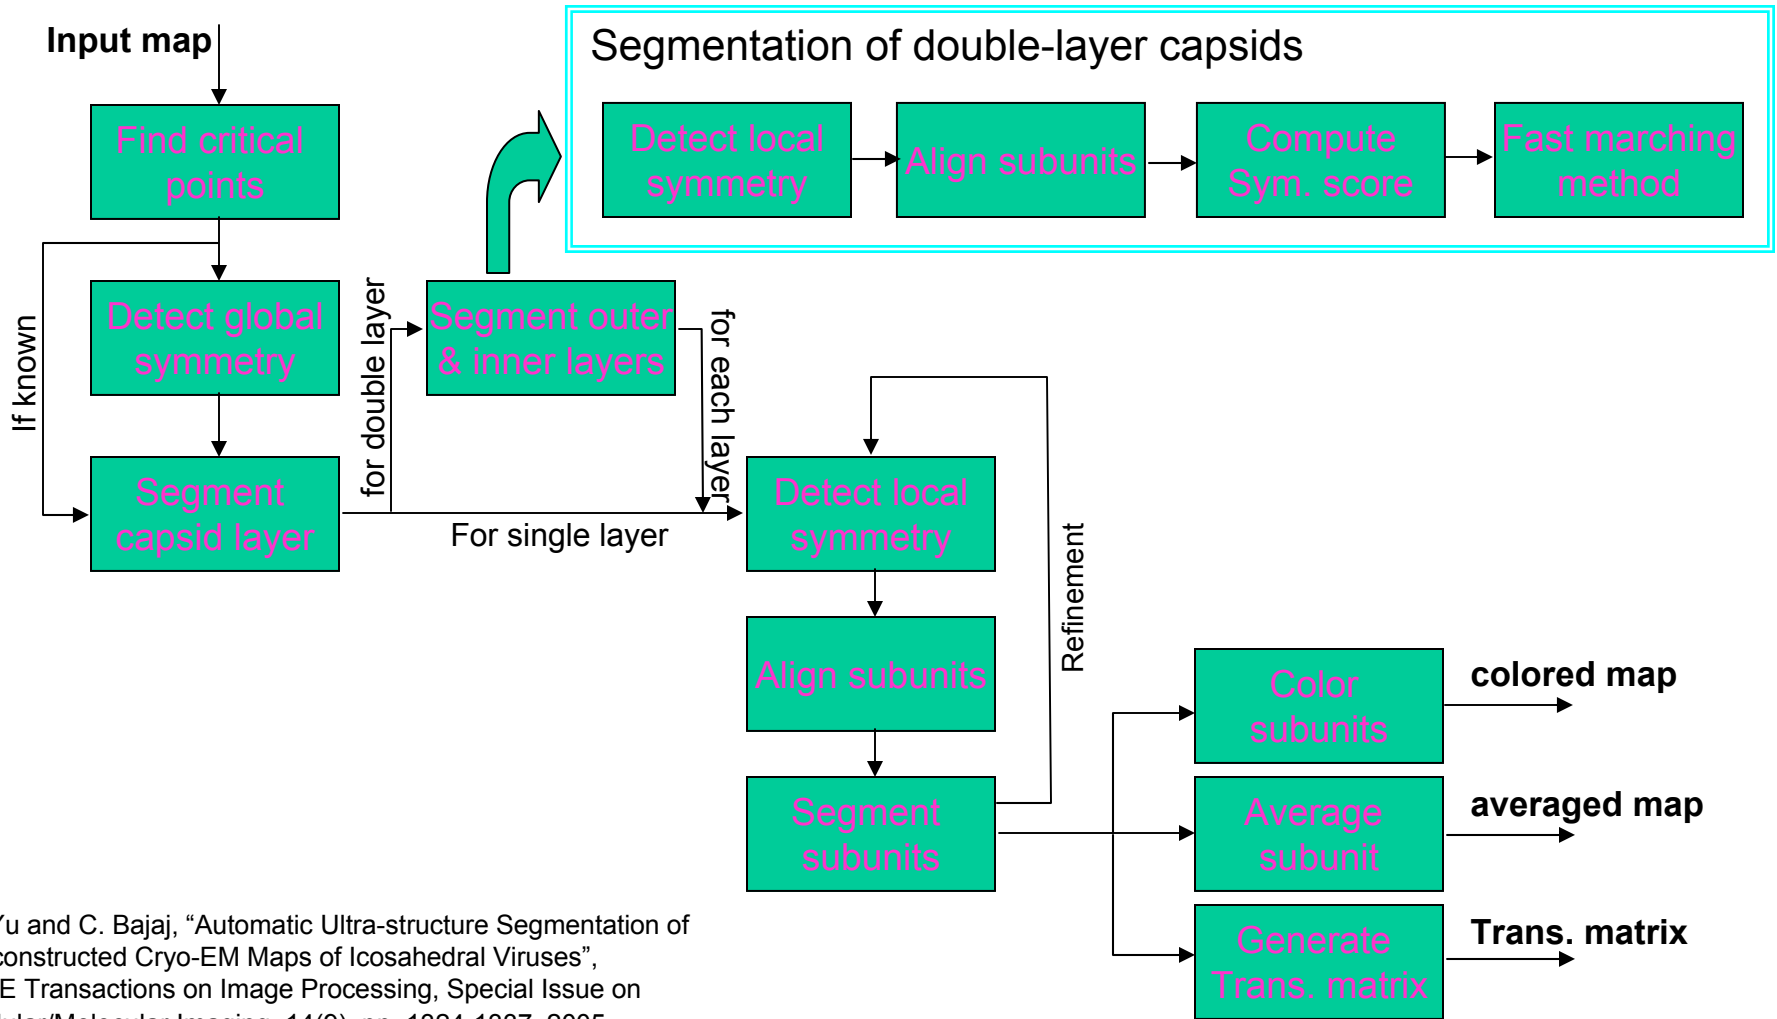 Input map
Segmentation of double-layer capsids
Find critical
points
Detect local
symmetry
Align subunits
Compute
Sym. score
Fast marching
method
If known
Detect global
symmetry
for double layer
Segment outer
& inner layers
for each layer
Segment
capsid layer
For single layer
Detect local
symmetry
Refinement
Align subunits
Segment
subunits
Color
subunits
colored map
Average
subunit
averaged map
Generate
Trans. matrix
Trans. matrix
Yu and C. Bajaj, “Automatic Ultra-structure Segmentation of
constructed Cryo-EM Maps of Icosahedral Viruses”,
E Transactions on Image Processing, Special Issue on